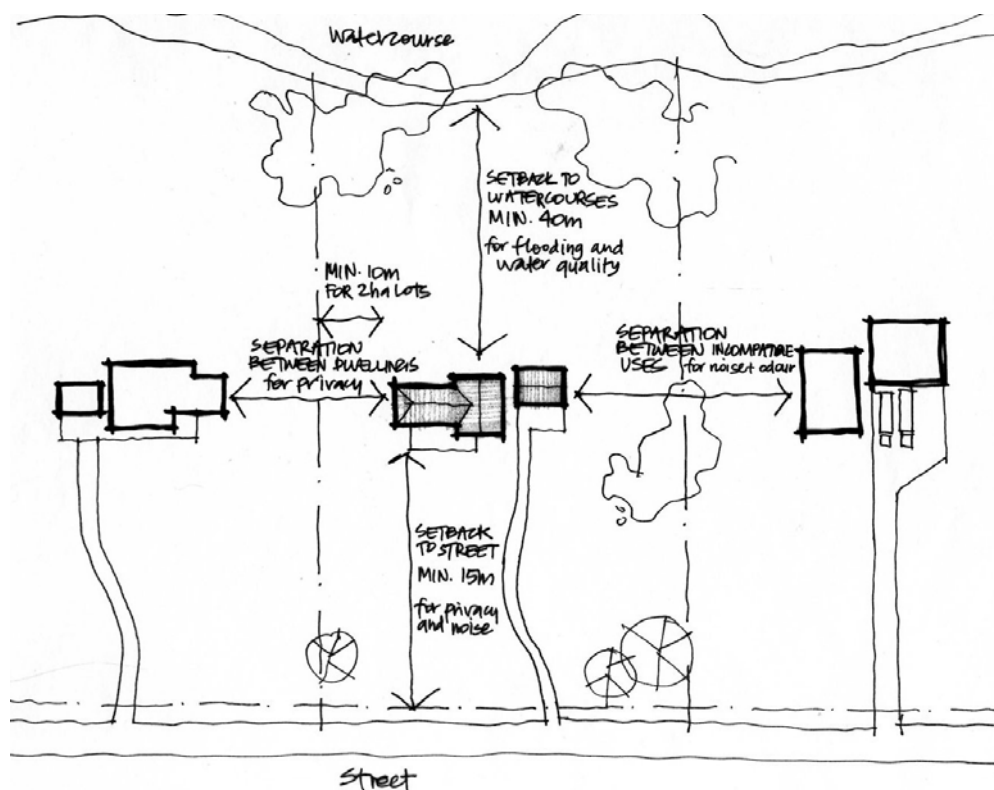 Watercourse
SETBACK TO
WATERCOURSES
MIN. 40m
for flooding and
water quality
MIN. 10m
FOR 2ha LOTS
SEPARATION
BETWEEN DWELLINGS
for privacy
SEPARATION
BETWEEN INCOMPATIBLE
USES for noise + odour
SETBACK
TO STREET
MIN. 15m
for privacy
and noise
Street